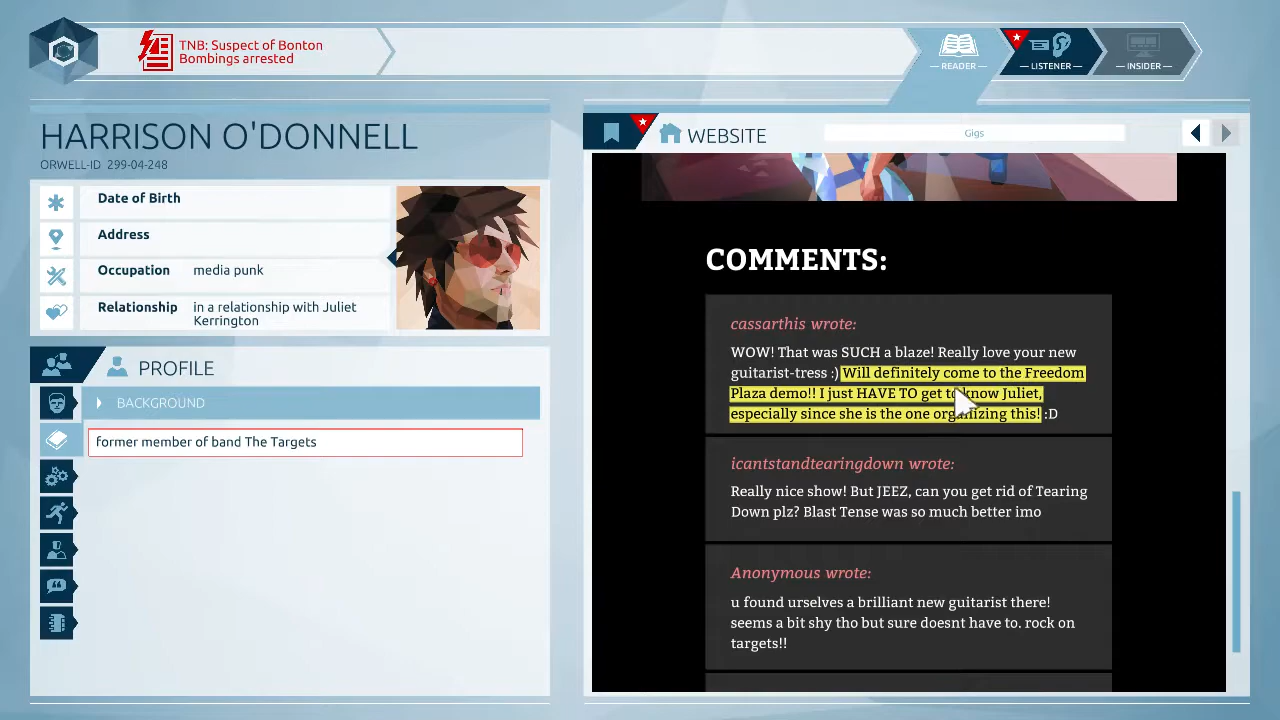 TNB: Suspect of Bonton
Bombings arrested
READER
LISTENER
INSIDER
HARRISON O'DONNELL
ORWELL-ID 299-04-248
Date of Birth
Address
Occupation media punk
Relationship in a relationship with Juliet
Kerrington
PROFILE
BACKGROUND
former member of band The Targets
WEBSITE
Gigs
COMMENTS:
cassarthis wrote:
WOW! That was SUCH a blaze! Really love your new
guitarist-tress :) Will definitely come to the Freedom
Plaza demo!! I just HAVE TO get to know Juliet,
especially since she is the one organizing this! :D
icantstandtearingdown wrote:
Really nice show! But JEEZ, can you get rid of Tearing
Down plz? Blast Tense was so much better imo
Anonymous wrote:
u found urselves a brilliant new guitarist there!
seems a bit shy tho but sure doesnt have to. rock on
targets!!